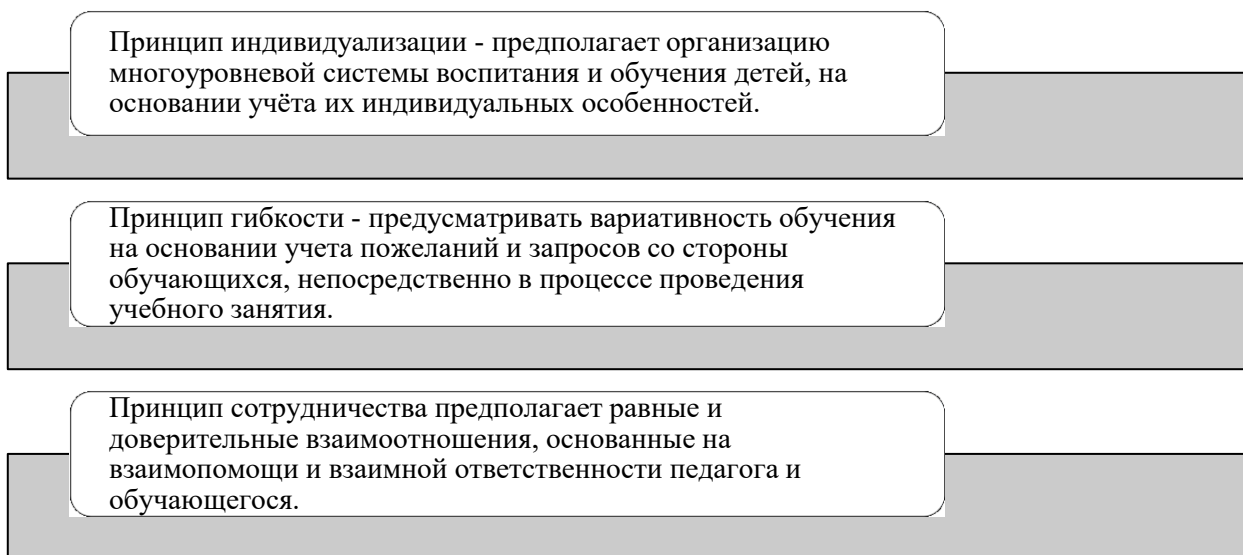 Принцип индивидуализации - предполагает организацию
многоуровневой системы воспитания и обучения детей, на
основании учёта их индивидуальных особенностей.
Принцип гибкости - предусматривать вариативность обучения
на основании учета пожеланий и запросов со стороны
обучающихся, непосредственно в процессе проведения
учебного занятия.
Принцип сотрудничества предполагает равные и
доверительные взаимоотношения, основанные на
взаимопомощи и взаимной ответственности педагога и
обучающегося.